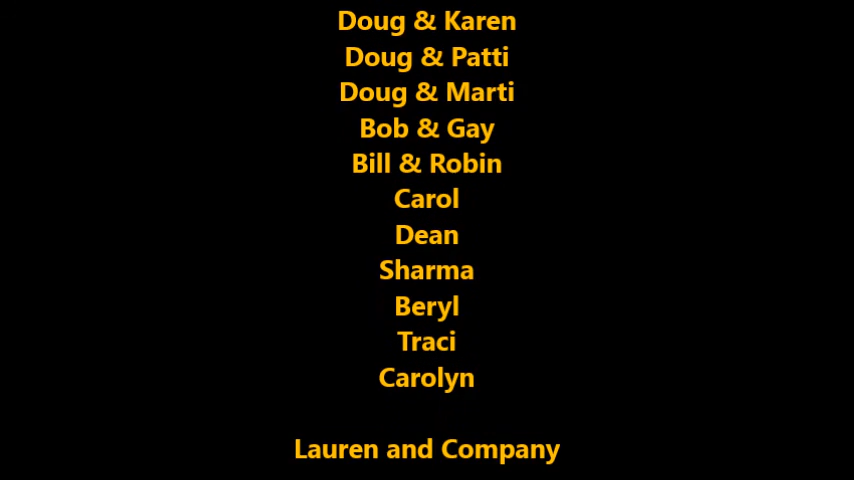 Doug & Karen
Doug & Patti
Doug & Marti
Bob & Gay
Bill & Robin
Carol
Dean
Sharma
Beryl
Traci
Carolyn
Lauren and Company